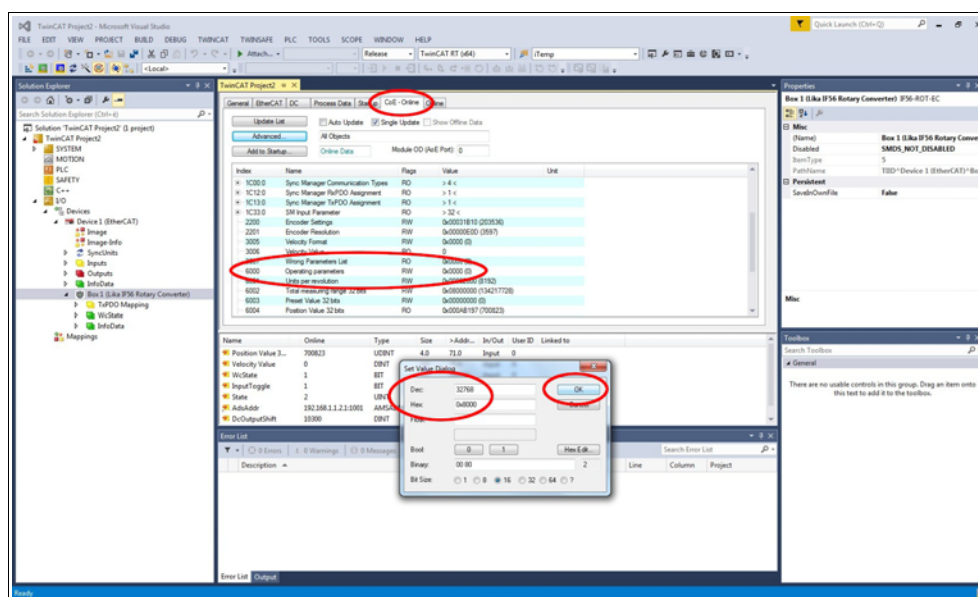 TwinCAT Project2 - Microsoft Visual Studio
Quick Launch (Ctrl+Q)
FILE EDIT VIEW PROJECT BUILD DEBUG TWINCAT TWINSAFE PLC TOOLS SCOPE WINDOW HELP
Attach... Release TwinCAT RT (x64) iTemp
<Local>
Solution Explorer
Search Solution Explorer (Ctrl+è)
Solution 'TwinCAT Project2' (1 project)
TwinCAT Project2
SYSTEM
MOTION
PLC
SAFETY
C++
I/O
Devices
Device 1 (EtherCAT)
Image
Image-Info
SyncUnits
Inputs
Outputs
InfoData
Box 1 (Lika IF56 Rotary Converter)
TxPDO Mapping
WcState
InfoData
Mappings
TwinCAT Project2
General EtherCAT DC Process Data CoE - Online
Update List Auto Update Single Update Show Offline Data
Advanced... All Objects
Add to Startup... Online Data Module OD (AoE Port): 0
Index Name Flags Value Unit
1C00:0 Sync Manager Communication Types RO > 4 <
1C12:0 Sync Manager RxPDO Assignment RO > 1 <
1C13:0 Sync Manager TxPDO Assignment RO > 1 <
1C33:0 SM Input Parameter RO > 32 <
2200 Encoder Settings RW 0x00031B10 (203536)
2201 Encoder Resolution RW 0x00000E0D (3597)
3005 Velocity Format RW 0x0000 (0)
3006 Velocity Value RO 0
Wrong Parameters List RO 0x0000 (0)
6000 Operating parameters RW 0x0000 (0)
Units per revolution RW (8192)
6002 Total measuring range 32 bits RW 0x08000000 (134217728)
6003 Preset Value 32 bits RW 0x00000000 (0)
6004 Position Value 32 bits RO 0x000AB197 (700823)
Name Online Type Size >Addr... In/Out User ID Linked to
Position Value 3... 700823 UDINT 4.0 71.0 Input 0
Velocity Value 0 DINT
WcState 1 BIT
InputToggle 1 BIT
State 2 UINT
AdsAddr 192.168.1.1.2.1:1001 AMSA
DcOutputShift 10300 DINT
Set Value Dialog
Dec: 32768 OK
Hex: 0x8000
Bool: 0 1 Hex Edit...
Binary: 00 80 2
Bit Size: 1 8 16 32 64 ?
Error List
0 Errors 0 Warnings 0 Messages
Search Error List
Description Line Column Project
Error List Output
Properties
Box 1 (Lika IF56 Rotary Converter) IF56-ROT-EC
Misc
(Name) Box 1 (Lika IF56 Rotary Conve
Disabled SMDS_NOT_DISABLED
ItemType 5
PathName TIID^Device 1 (EtherCAT)^Bo
Persistent
SaveInOwnFile False
Misc
Toolbox
Search Toolbox
General
There are no usable controls in this group. Drag an item onto
this text to add it to the toolbox.
Ready